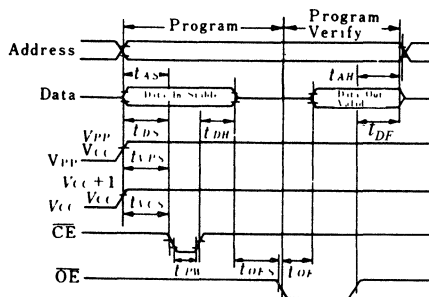 Program
Program
Verify
Address
tAS
tAH
Data
Data In Stable
Data Out
Valid
tDS
tDH
tDF
VPP
VCC
VPP
tVPS
VCC+1
VCC
VCC
tVCS
CE
tPW
tOES
tOE
OE